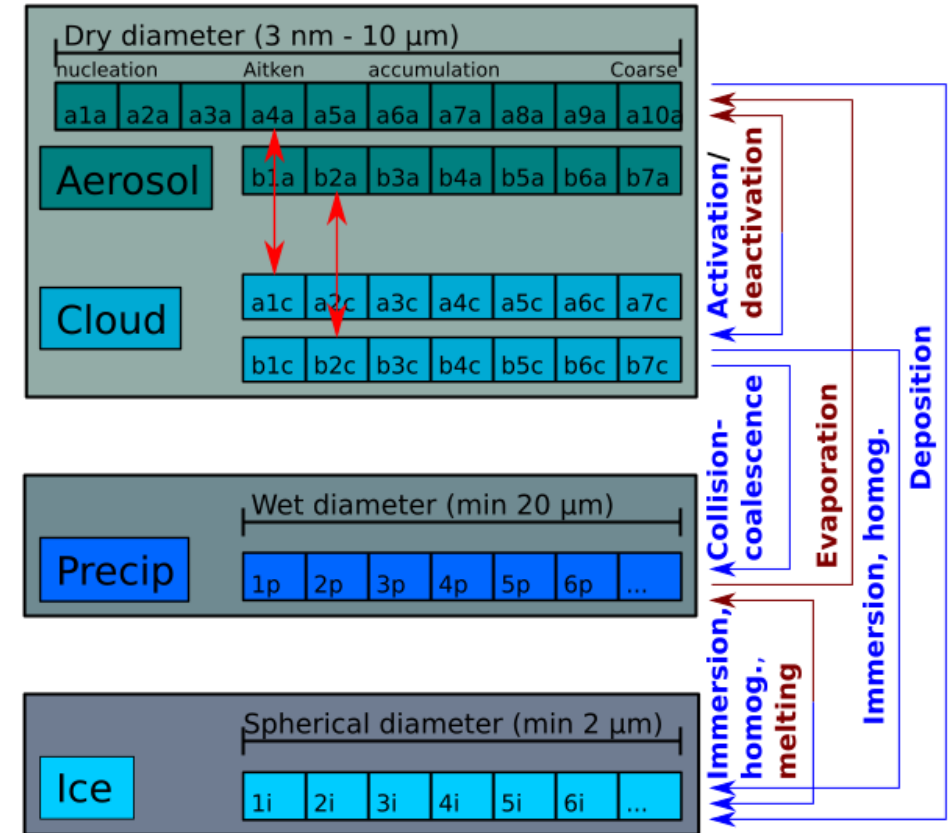 Dry diameter (3 nm - 10 µm)
nucleation Aitken accumulation Coarse
a1a a2a a3a a4a a5a a6a a7a a8a a9a a10a
Aerosol
b1a b2a b3a b4a b5a b6a b7a
Cloud
a1c a2c a3c a4c a5c a6c a7c
b1c b2c b3c b4c b5c b6c b7c
Wet diameter (min 20 µm)
Precip
1p 2p 3p 4p 5p 6p ...
Spherical diameter (min 2 µm)
Ice
1i 2i 3i 4i 5i 6i ...
Activation/
deactivation
Collision-
coalescence
Evaporation
Immersion, homog.
Deposition
Immersion,
homog.,
melting